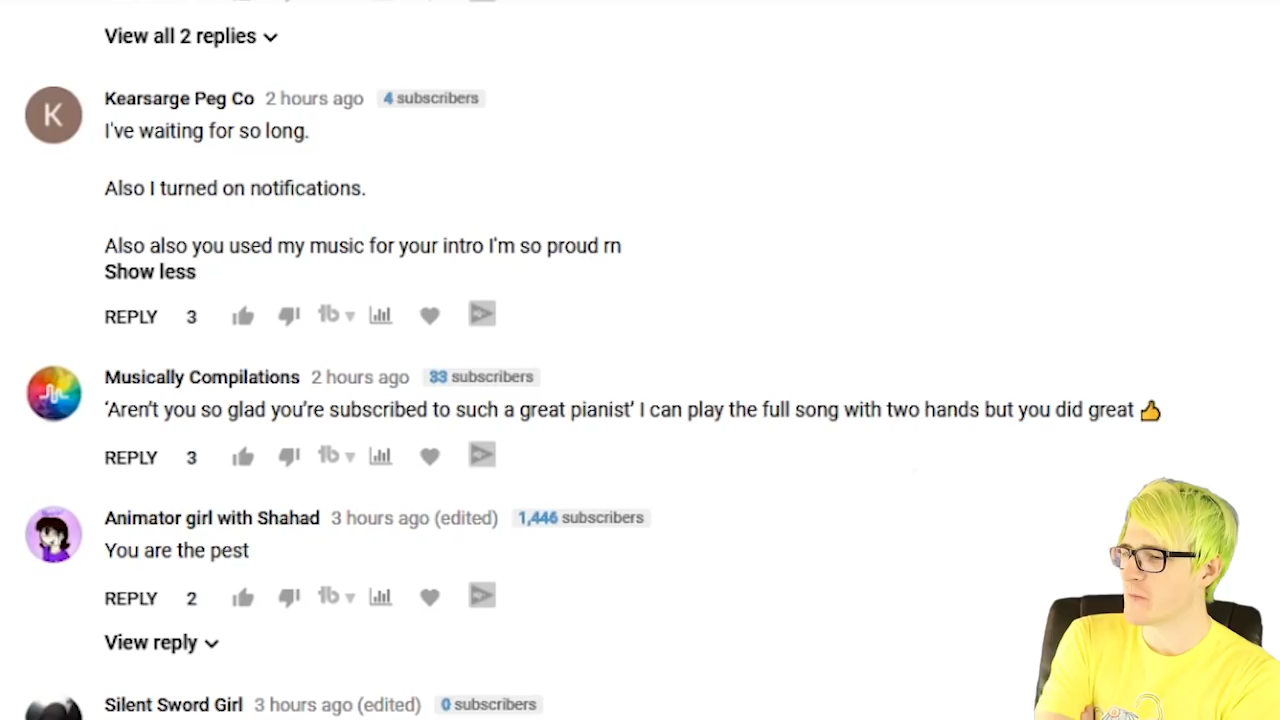 View all 2 replies
K
Kearsarge Peg Co 2 hours ago 4 subscribers
I've waiting for so long.
Also I turned on notifications.
Also also you used my music for your intro I'm so proud rn
Show less
REPLY 3
Musically Compilations 2 hours ago 33 subscribers
‘Aren’t you so glad you’re subscribed to such a great pianist’ I can play the full song with two hands but you did great 👍
REPLY 3
Animator girl with Shahad 3 hours ago (edited) 1,446 subscribers
You are the pest
REPLY 2
View reply
Silent Sword Girl 3 hours ago (edited) 0 subscribers